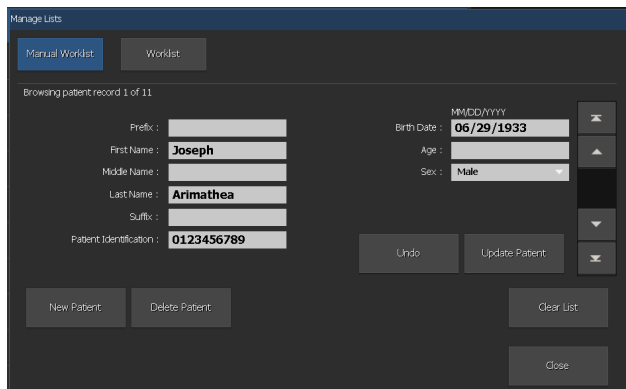 Manage Lists
Manual Worklist Worklist
Browsing patient record 1 of 11
MM/DD/YYYY
Prefix : Birth Date : 06/29/1933
First Name : Joseph Age :
Middle Name : Sex : Male
Last Name : Arimathea
Suffix :
Patient Identification : 0123456789
Undo Update Patient
New Patient Delete Patient Clear List
Close